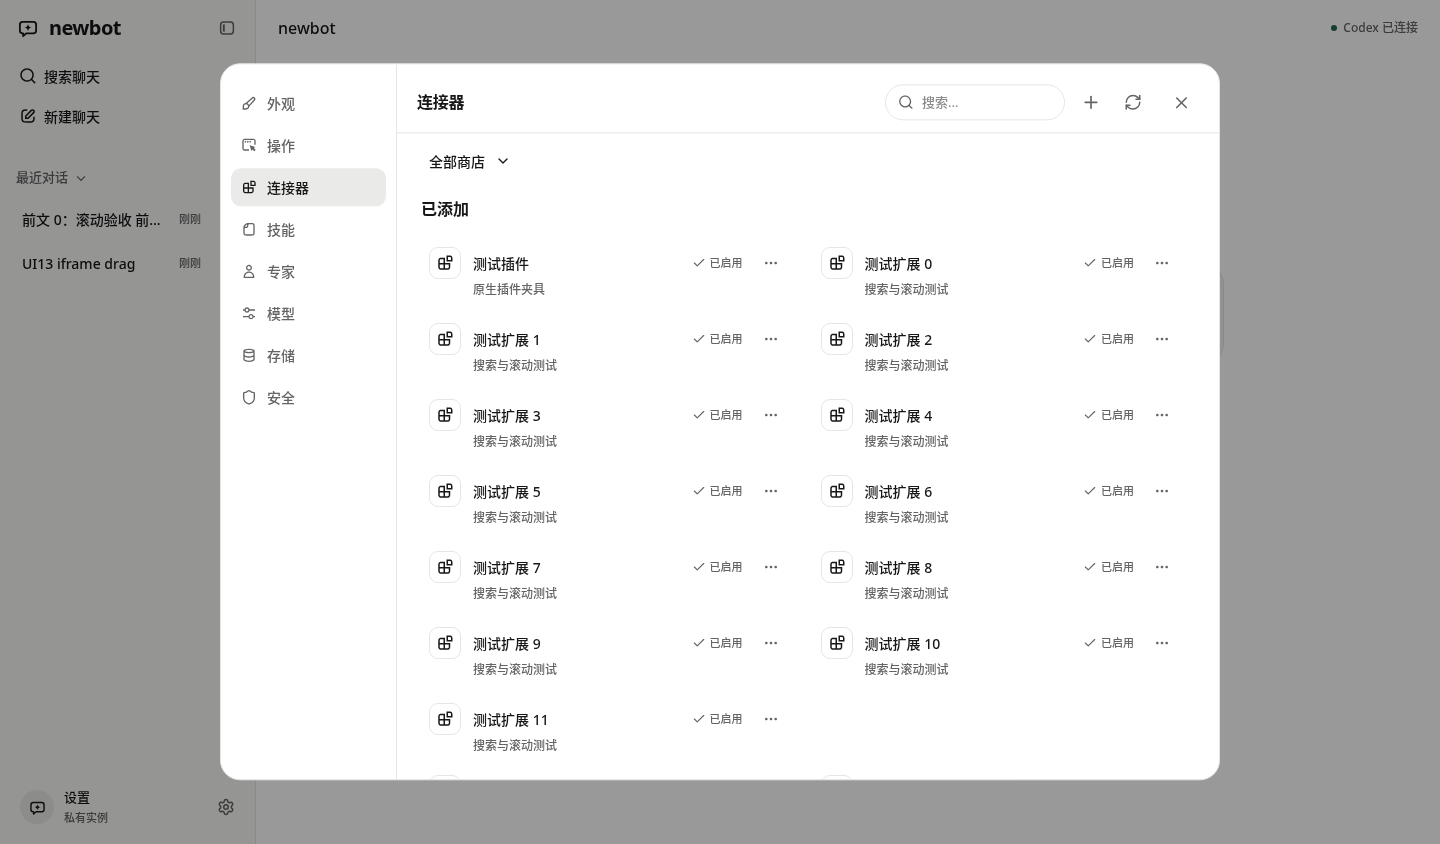 newbot
搜索聊天
新建聊天
最近对话
前文 0：滚动验收 前... 刚刚
UI13 iframe drag 刚刚
设置
私有实例
newbot
Codex 已连接
外观
操作
连接器
技能
专家
模型
存储
安全
连接器
搜索...
全部商店
已添加
测试插件 已启用
原生插件夹具
测试扩展 0 已启用
搜索与滚动测试
测试扩展 1 已启用
搜索与滚动测试
测试扩展 2 已启用
搜索与滚动测试
测试扩展 3 已启用
搜索与滚动测试
测试扩展 4 已启用
搜索与滚动测试
测试扩展 5 已启用
搜索与滚动测试
测试扩展 6 已启用
搜索与滚动测试
测试扩展 7 已启用
搜索与滚动测试
测试扩展 8 已启用
搜索与滚动测试
测试扩展 9 已启用
搜索与滚动测试
测试扩展 10 已启用
搜索与滚动测试
测试扩展 11 已启用
搜索与滚动测试